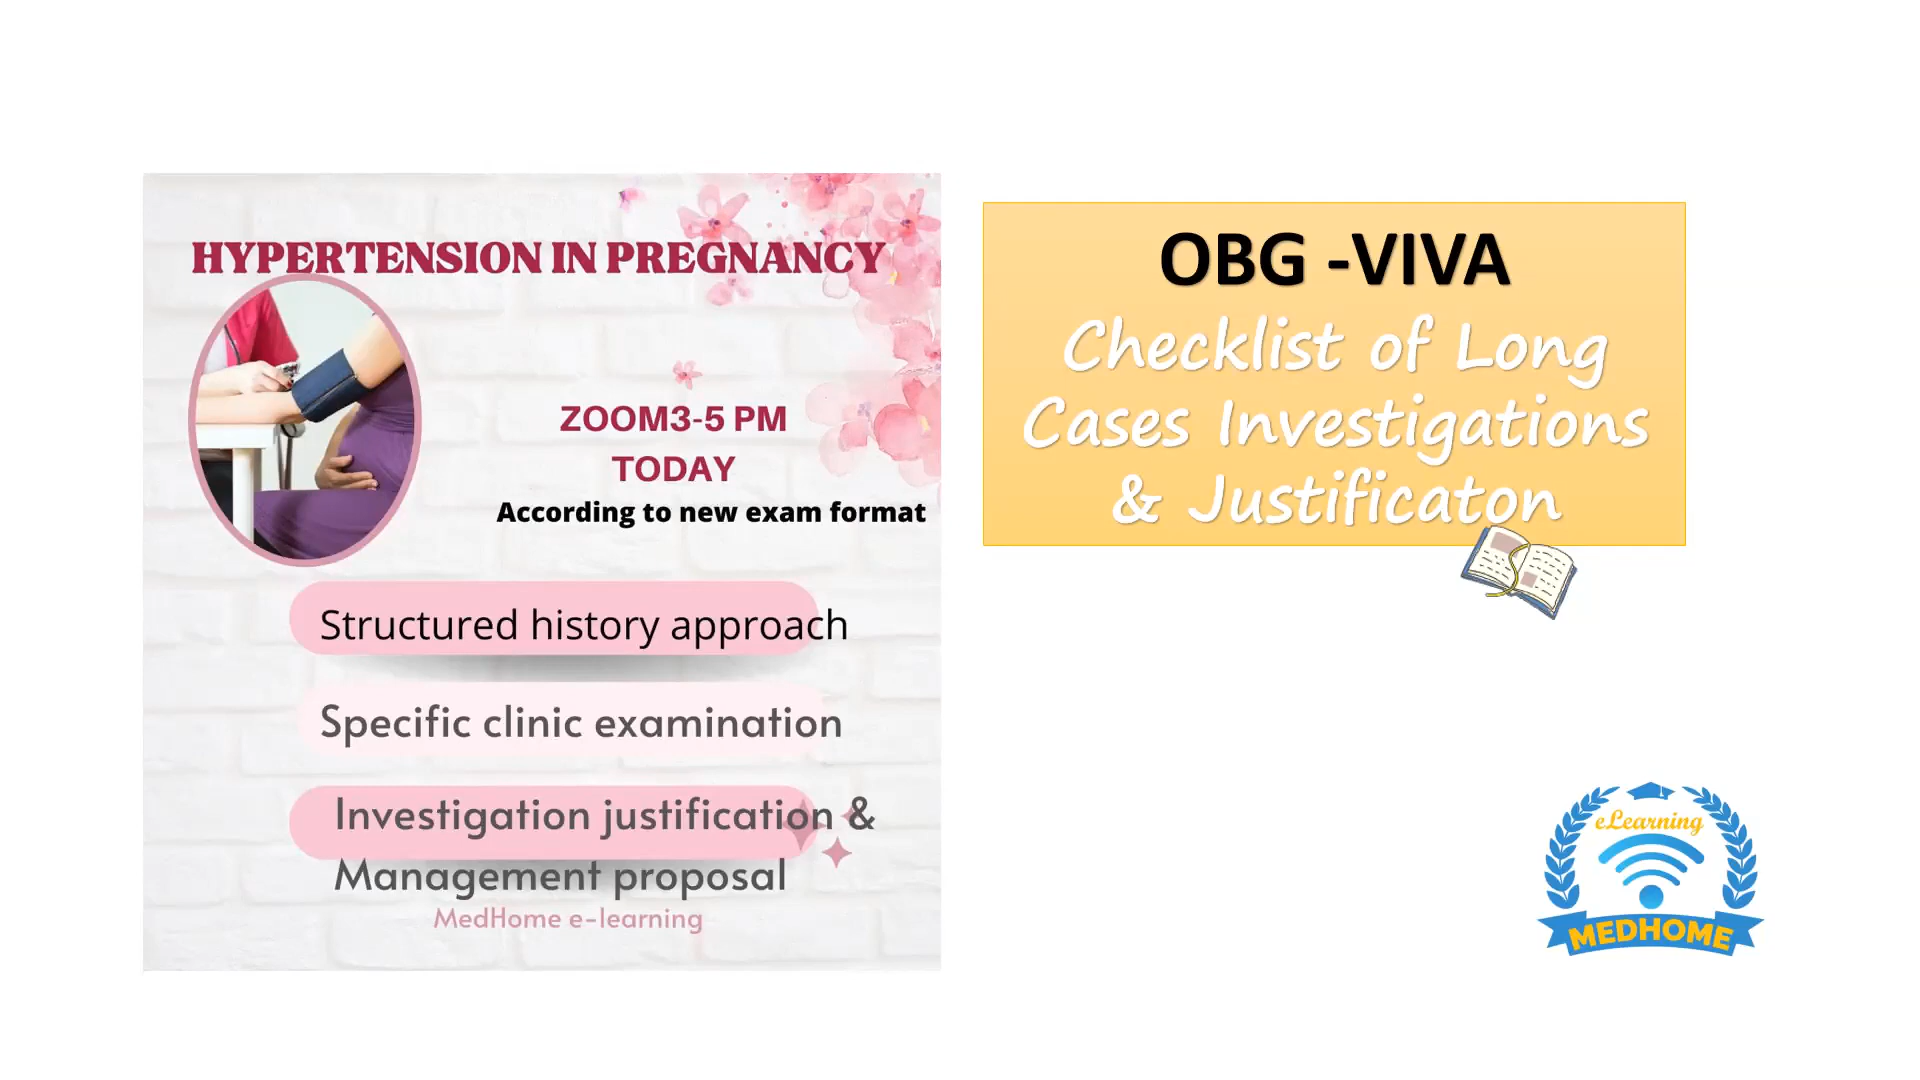 HYPERTENSION IN PREGNANCY
ZOOM3-5 PM
TODAY
According to new exam format
Structured history approach
Specific clinic examination
Investigation justification &
Management proposal
MedHome e-learning
OBG -VIVA
Checklist of Long
Cases Investigations
& Justificaton
eLearning
MEDHOME